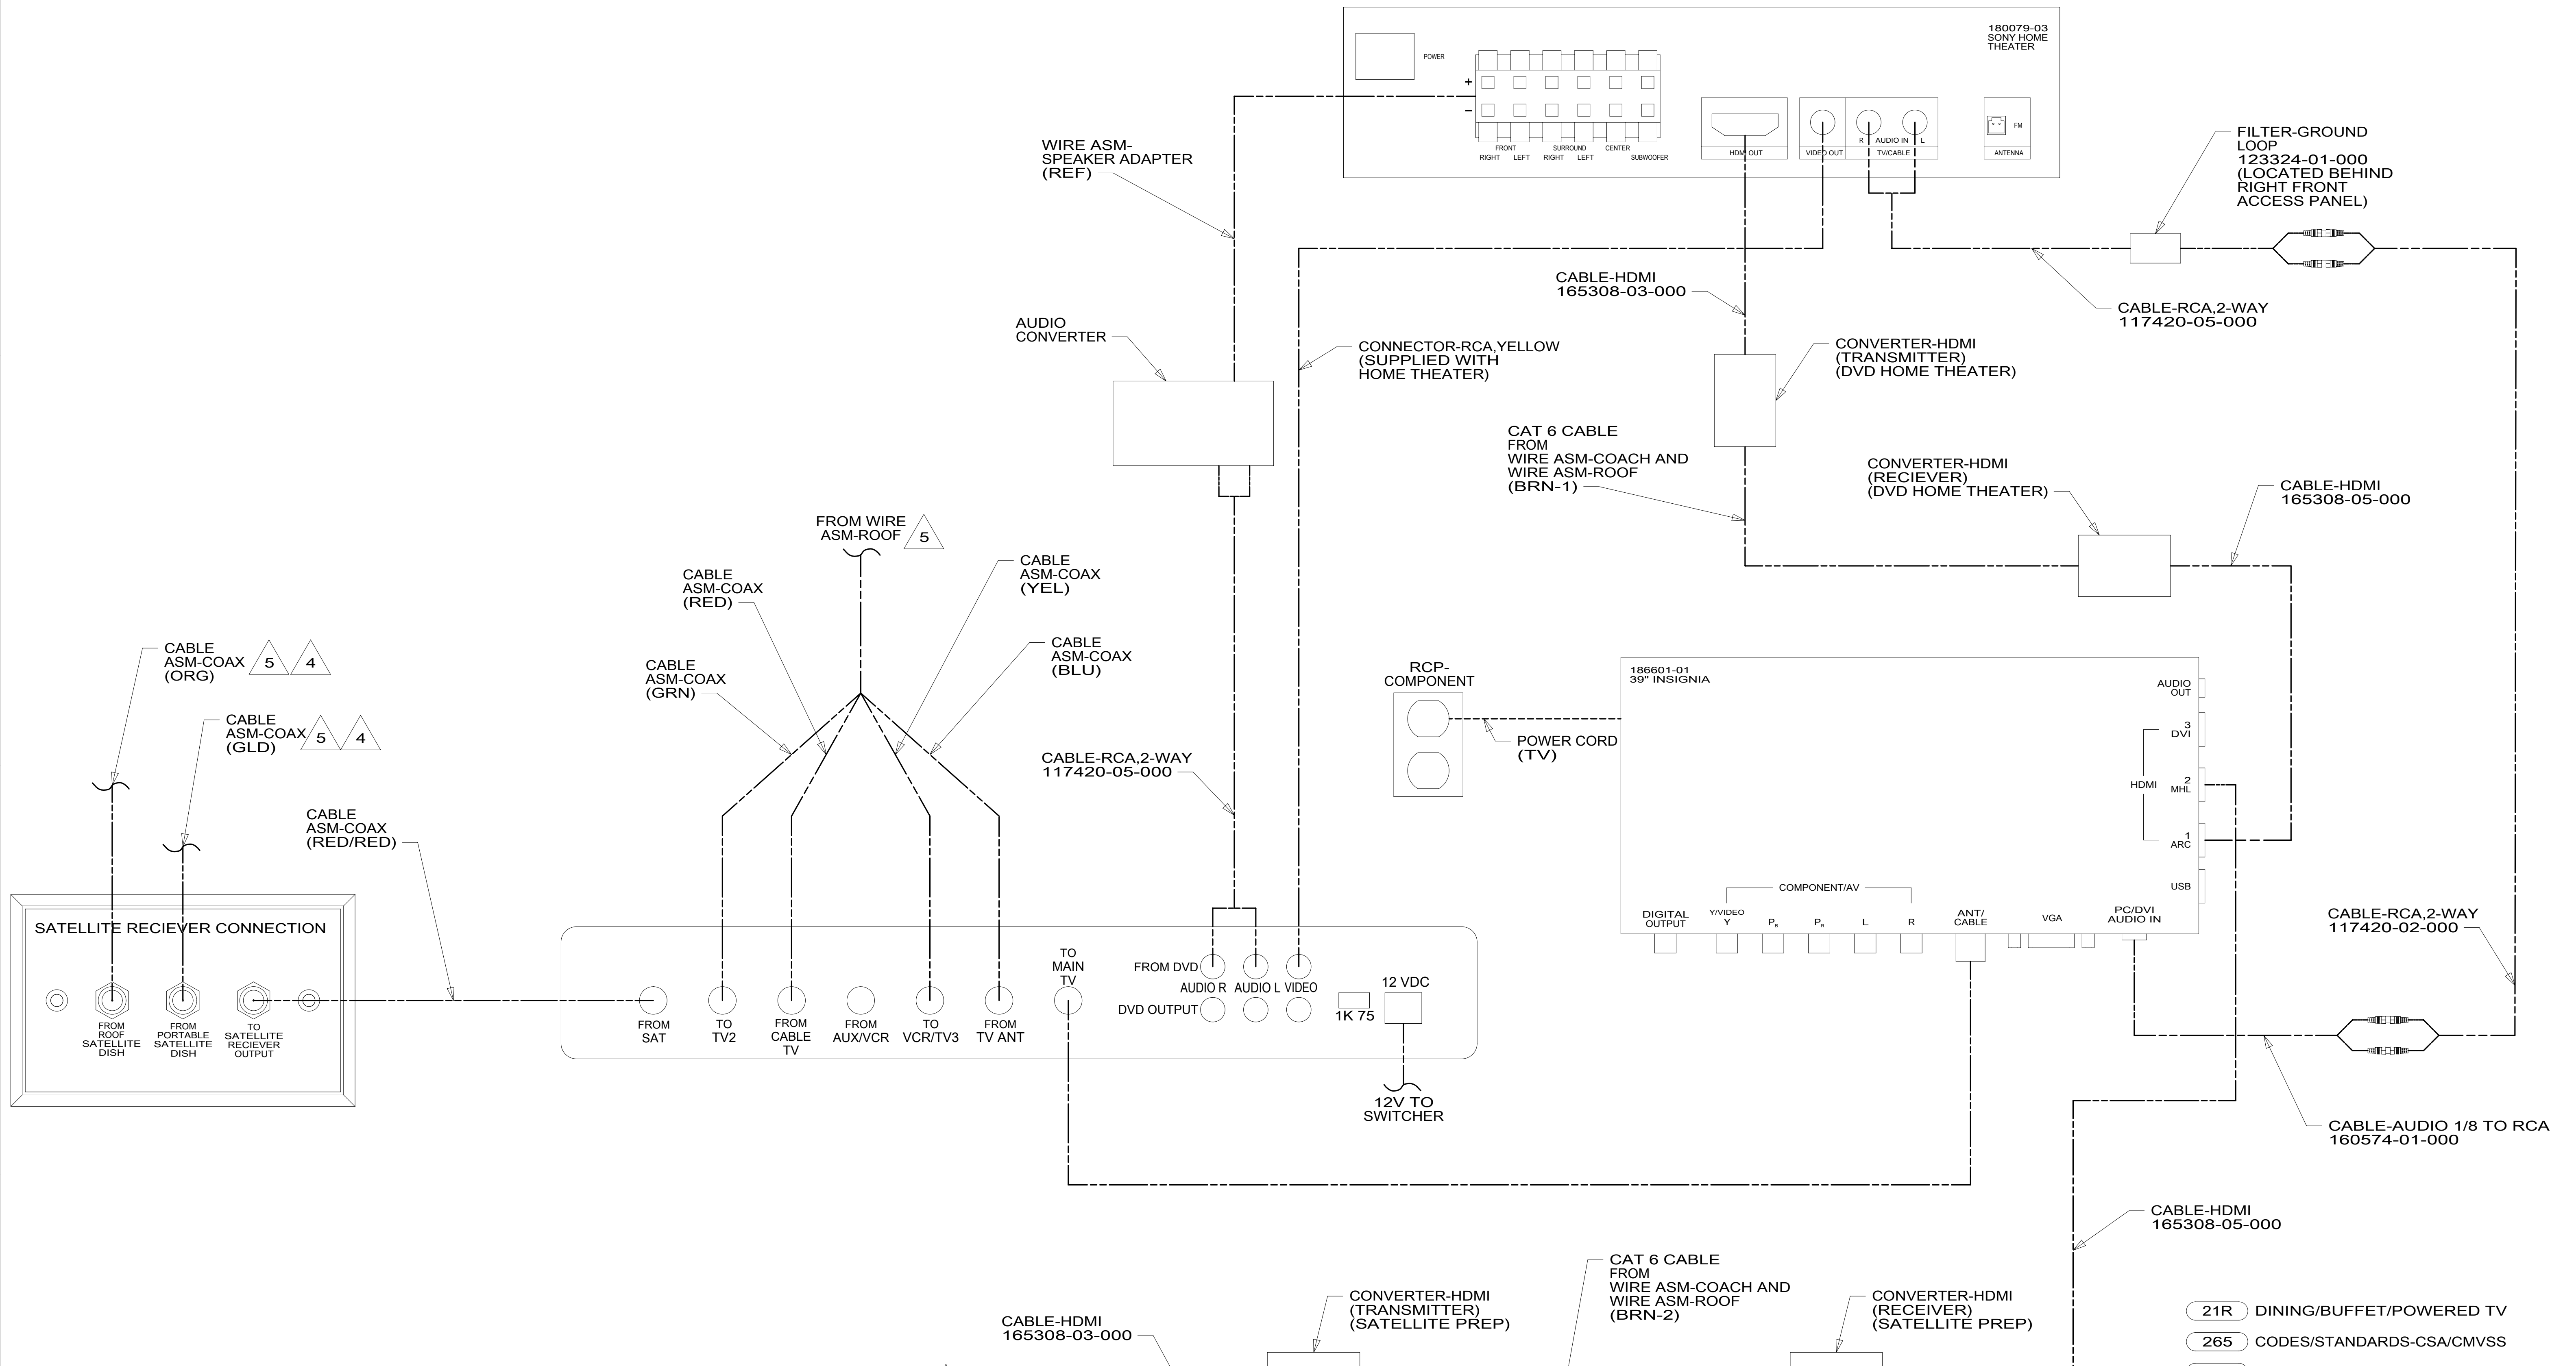 180079-03
SONY HOME
THEATER
POWER
+
−
FRONT
SURROUND
CENTER
RIGHT
LEFT
RIGHT
LEFT
SUBWOOFER
HDMI OUT
VIDEO OUT
R
AUDIO IN
L
TV/CABLE
FM
ANTENNA
WIRE ASM-
SPEAKER ADAPTER
(REF)
FILTER-GROUND
LOOP
123324-01-000
(LOCATED BEHIND
RIGHT FRONT
ACCESS PANEL)
CABLE-HDMI
165308-03-000
CABLE-RCA,2-WAY
117420-05-000
AUDIO
CONVERTER
CONNECTOR-RCA,YELLOW
(SUPPLIED WITH
HOME THEATER)
CONVERTER-HDMI
(TRANSMITTER)
(DVD HOME THEATER)
CAT 6 CABLE
FROM
WIRE ASM-COACH AND
WIRE ASM-ROOF
(BRN-1)
CONVERTER-HDMI
(RECIEVER)
(DVD HOME THEATER)
CABLE-HDMI
165308-05-000
FROM WIRE
ASM-ROOF
5
CABLE
ASM-COAX
(RED)
CABLE
ASM-COAX
(YEL)
CABLE
ASM-COAX
(GRN)
CABLE
ASM-COAX
(BLU)
CABLE
ASM-COAX
(ORG)
5
4
CABLE
ASM-COAX
(GLD)
5
4
CABLE
ASM-COAX
(RED/RED)
CABLE-RCA,2-WAY
117420-05-000
RCP-
COMPONENT
POWER CORD
(TV)
186601-01
39" INSIGNIA
AUDIO
OUT
3
DVI
HDMI
2
MHL
1
ARC
USB
COMPONENT/AV
DIGITAL
OUTPUT
Y/VIDEO
Y
PB
PR
L
R
ANT/
CABLE
VGA
PC/DVI
AUDIO IN
SATELLITE RECIEVER CONNECTION
FROM
ROOF
SATELLITE
DISH
FROM
PORTABLE
SATELLITE
DISH
TO
SATELLITE
RECIEVER
OUTPUT
FROM
SAT
TO
TV2
FROM
CABLE
TV
FROM
AUX/VCR
TO
VCR/TV3
FROM
TV ANT
TO
MAIN
TV
FROM DVD
AUDIO R
AUDIO L
VIDEO
DVD OUTPUT
1K 75
12 VDC
12V TO
SWITCHER
CABLE-RCA,2-WAY
117420-02-000
CABLE-AUDIO 1/8 TO RCA
160574-01-000
CABLE-HDMI
165308-05-000
CABLE-HDMI
165308-03-000
CONVERTER-HDMI
(TRANSMITTER)
(SATELLITE PREP)
CAT 6 CABLE
FROM
WIRE ASM-COACH AND
WIRE ASM-ROOF
(BRN-2)
CONVERTER-HDMI
(RECEIVER)
(SATELLITE PREP)
21R DINING/BUFFET/POWERED TV
265 CODES/STANDARDS-CSA/CMVSS